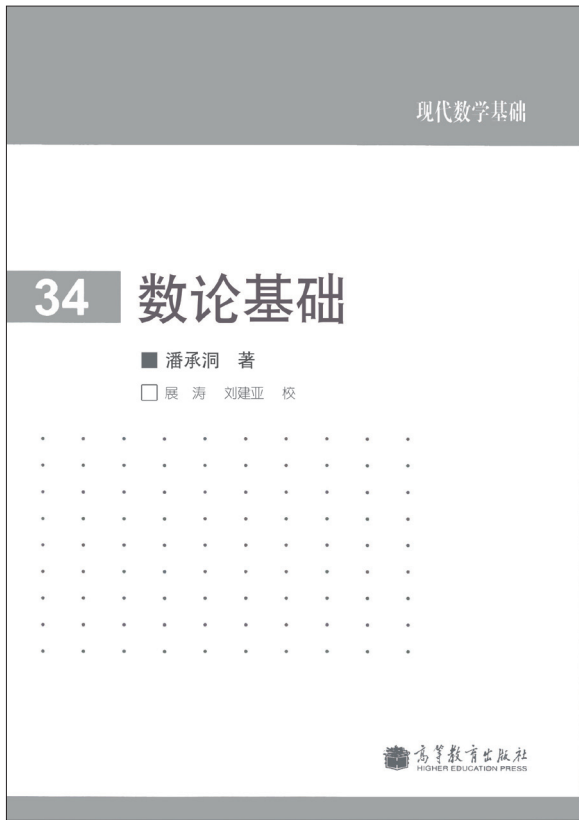 现代数学基础
34 数论基础
潘承洞 著
展涛 刘建亚 校
高等教育出版社
HIGHER EDUCATION PRESS